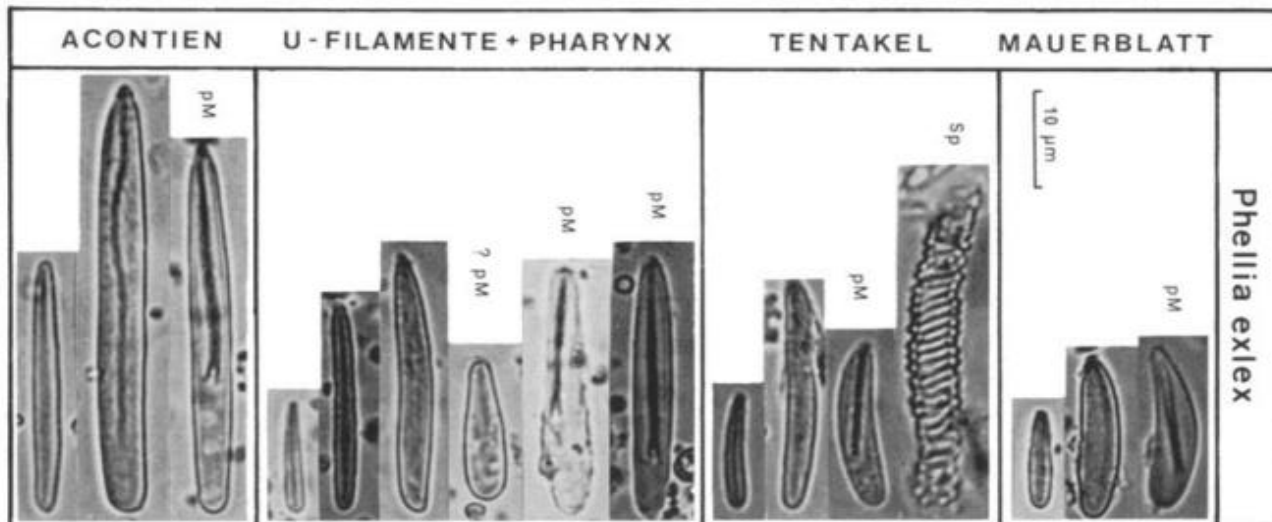 ACONTIEN
U-FILAMENTE + PHARYNX
TENTAKEL
MAUERBLATT
pM
? pM
pM
pM
pM
Sp
10 µm
pM
Phellia exlex